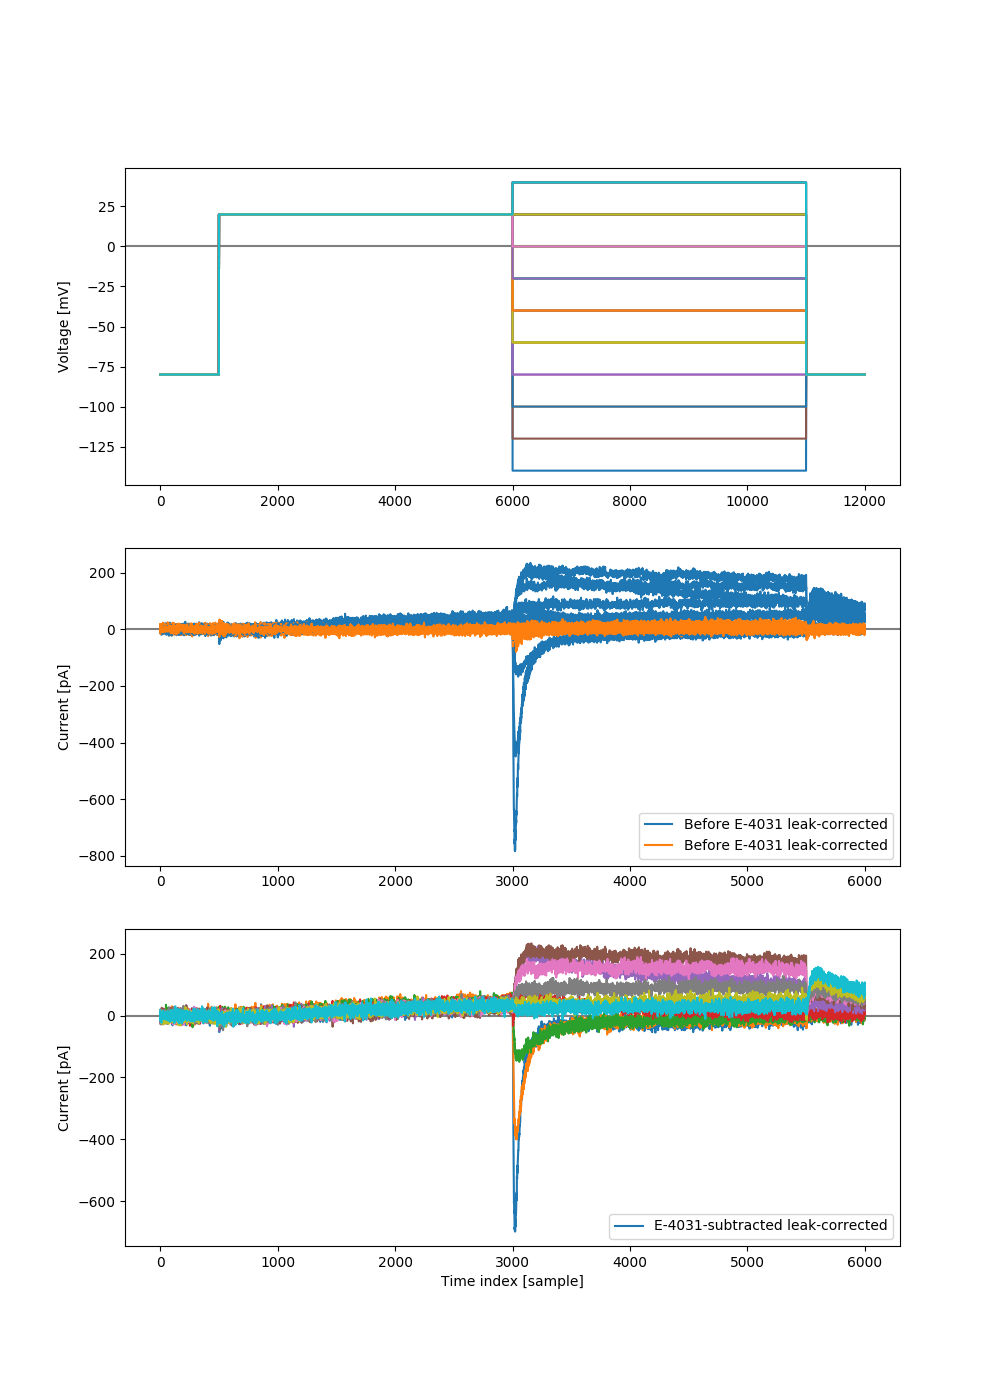 25
0
−25
−50
−75
−100
−125
Voltage [mV]
0 2000 4000 6000 8000 10000 12000
200
0
−200
−400
−600
−800
Current [pA]
Before E-4031 leak-corrected
Before E-4031 leak-corrected
0 1000 2000 3000 4000 5000 6000
200
0
−200
−400
−600
Current [pA]
E-4031-subtracted leak-corrected
0 1000 2000 3000 4000 5000 6000
Time index [sample]